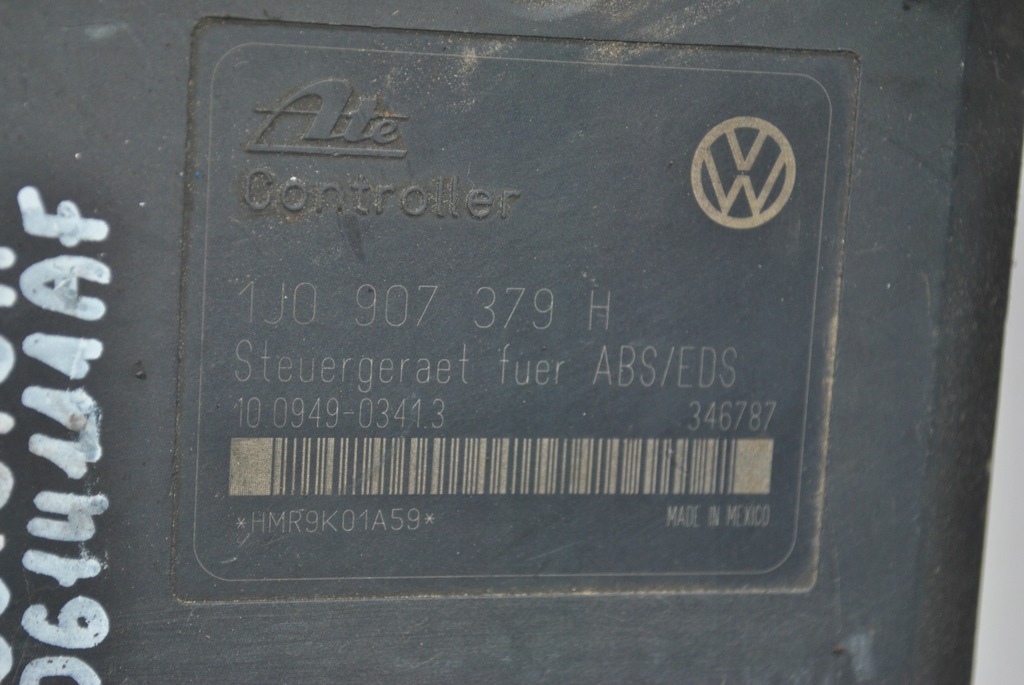 Ate
Controller
1J0 907 379 H
Steuergeraet fuer ABS/EDS
10.0949-0341.3 346787
*HMR9K01A59*
MADE IN MEXICO